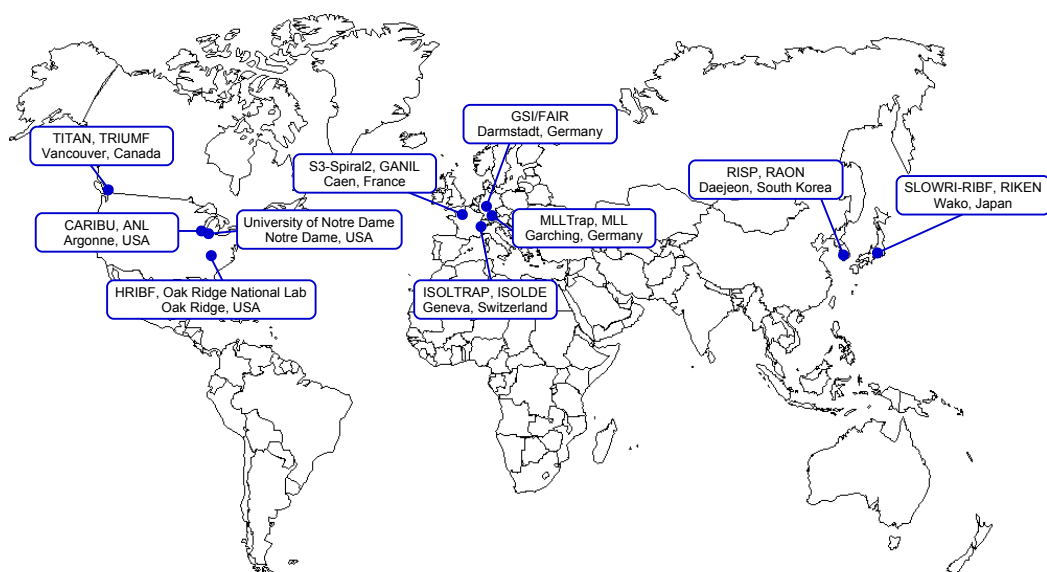 GSI/FAIR
Darmstadt, Germany
TITAN, TRIUMF
Vancouver, Canada
S3-Spiral2, GANIL
Caen, France
RISP, RAON
Daejeon, South Korea
SLOWRI-RIBF, RIKEN
Wako, Japan
CARIBU, ANL
Argonne, USA
University of Notre Dame
Notre Dame, USA
MLLTrap, MLL
Garching, Germany
HRIBF, Oak Ridge National Lab
Oak Ridge, USA
ISOLTRAP, ISOLDE
Geneva, Switzerland